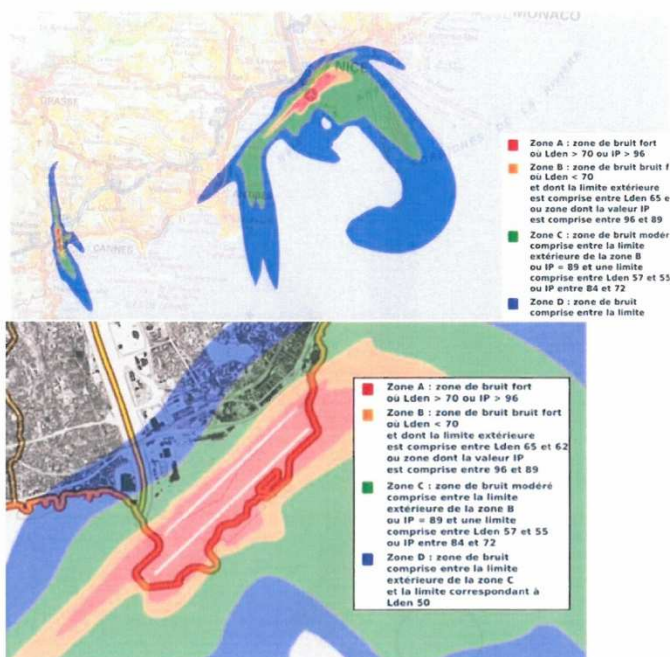 MONACO
NICE
GRASSE
CANNES
Zone A : zone de bruit fort
où Lden > 70 ou IP > 96
Zone B : zone de bruit bruit f
où Lden < 70
et dont la limite extérieure
est comprise entre Lden 65 e
ou zone dont la valeur IP
est comprise entre 96 et 89
Zone C : zone de bruit modéré
comprise entre la limite
extérieure de la zone B
ou IP = 89 et une limite
comprise entre Lden 57 et 55
ou IP entre 84 et 72
Zone D : zone de bruit
comprise entre la limite
Zone A : zone de bruit fort
où Lden > 70 ou IP > 96
Zone B : zone de bruit bruit fort
où Lden < 70
et dont la limite extérieure
est comprise entre Lden 65 et 62
ou zone dont la valeur IP
est comprise entre 96 et 89
Zone C : zone de bruit modéré
comprise entre la limite
extérieure de la zone B
ou IP = 89 et une limite
comprise entre Lden 57 et 55
ou IP entre 84 et 72
Zone D : zone de bruit
comprise entre la limite
extérieure de la zone C
et la limite correspondant à
Lden 50